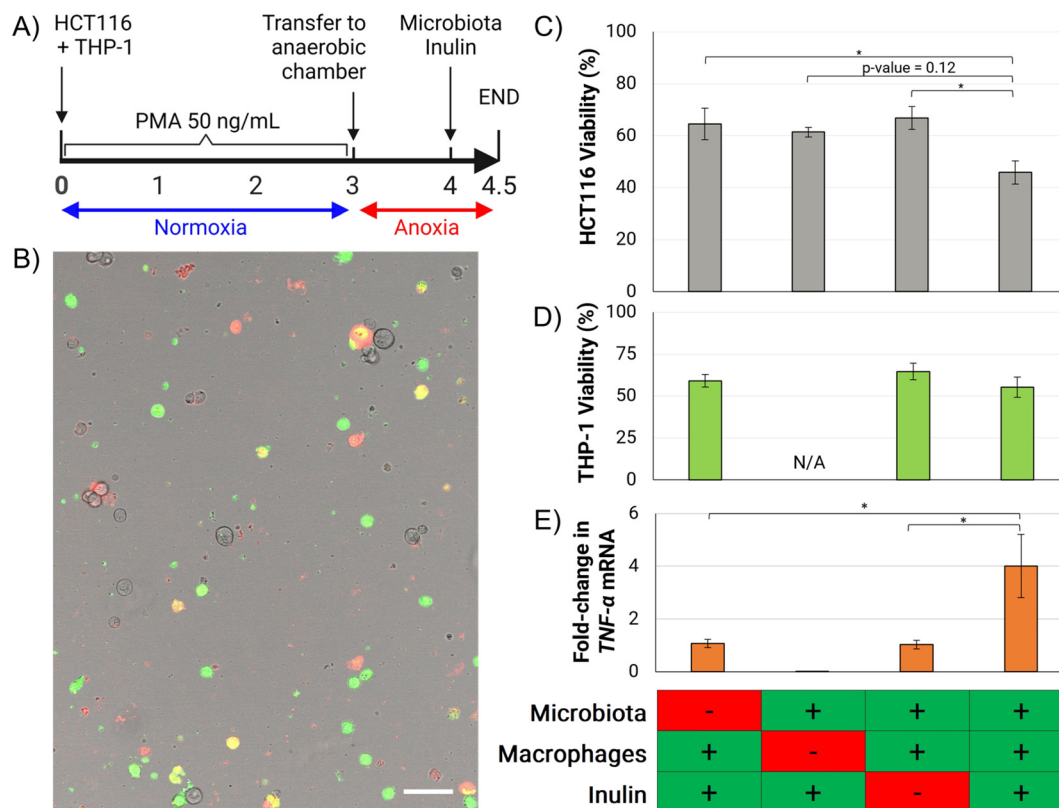 A)
HCT116
+ THP-1
Transfer to
anaerobic
chamber
Microbiota
Inulin
END
PMA 50 ng/mL
0 1 2 3 4 4.5
Normoxia Anoxia
B)
C)
HCT116 Viability (%)
100
80
60
40
20
0
*
p-value = 0.12
*
D)
THP-1 Viability (%)
100
75
50
25
0
N/A
E)
Fold-change in
TNF-α mRNA
6
4
2
0
*
*
Microbiota - + + +
Macrophages + - + +
Inulin + + - +